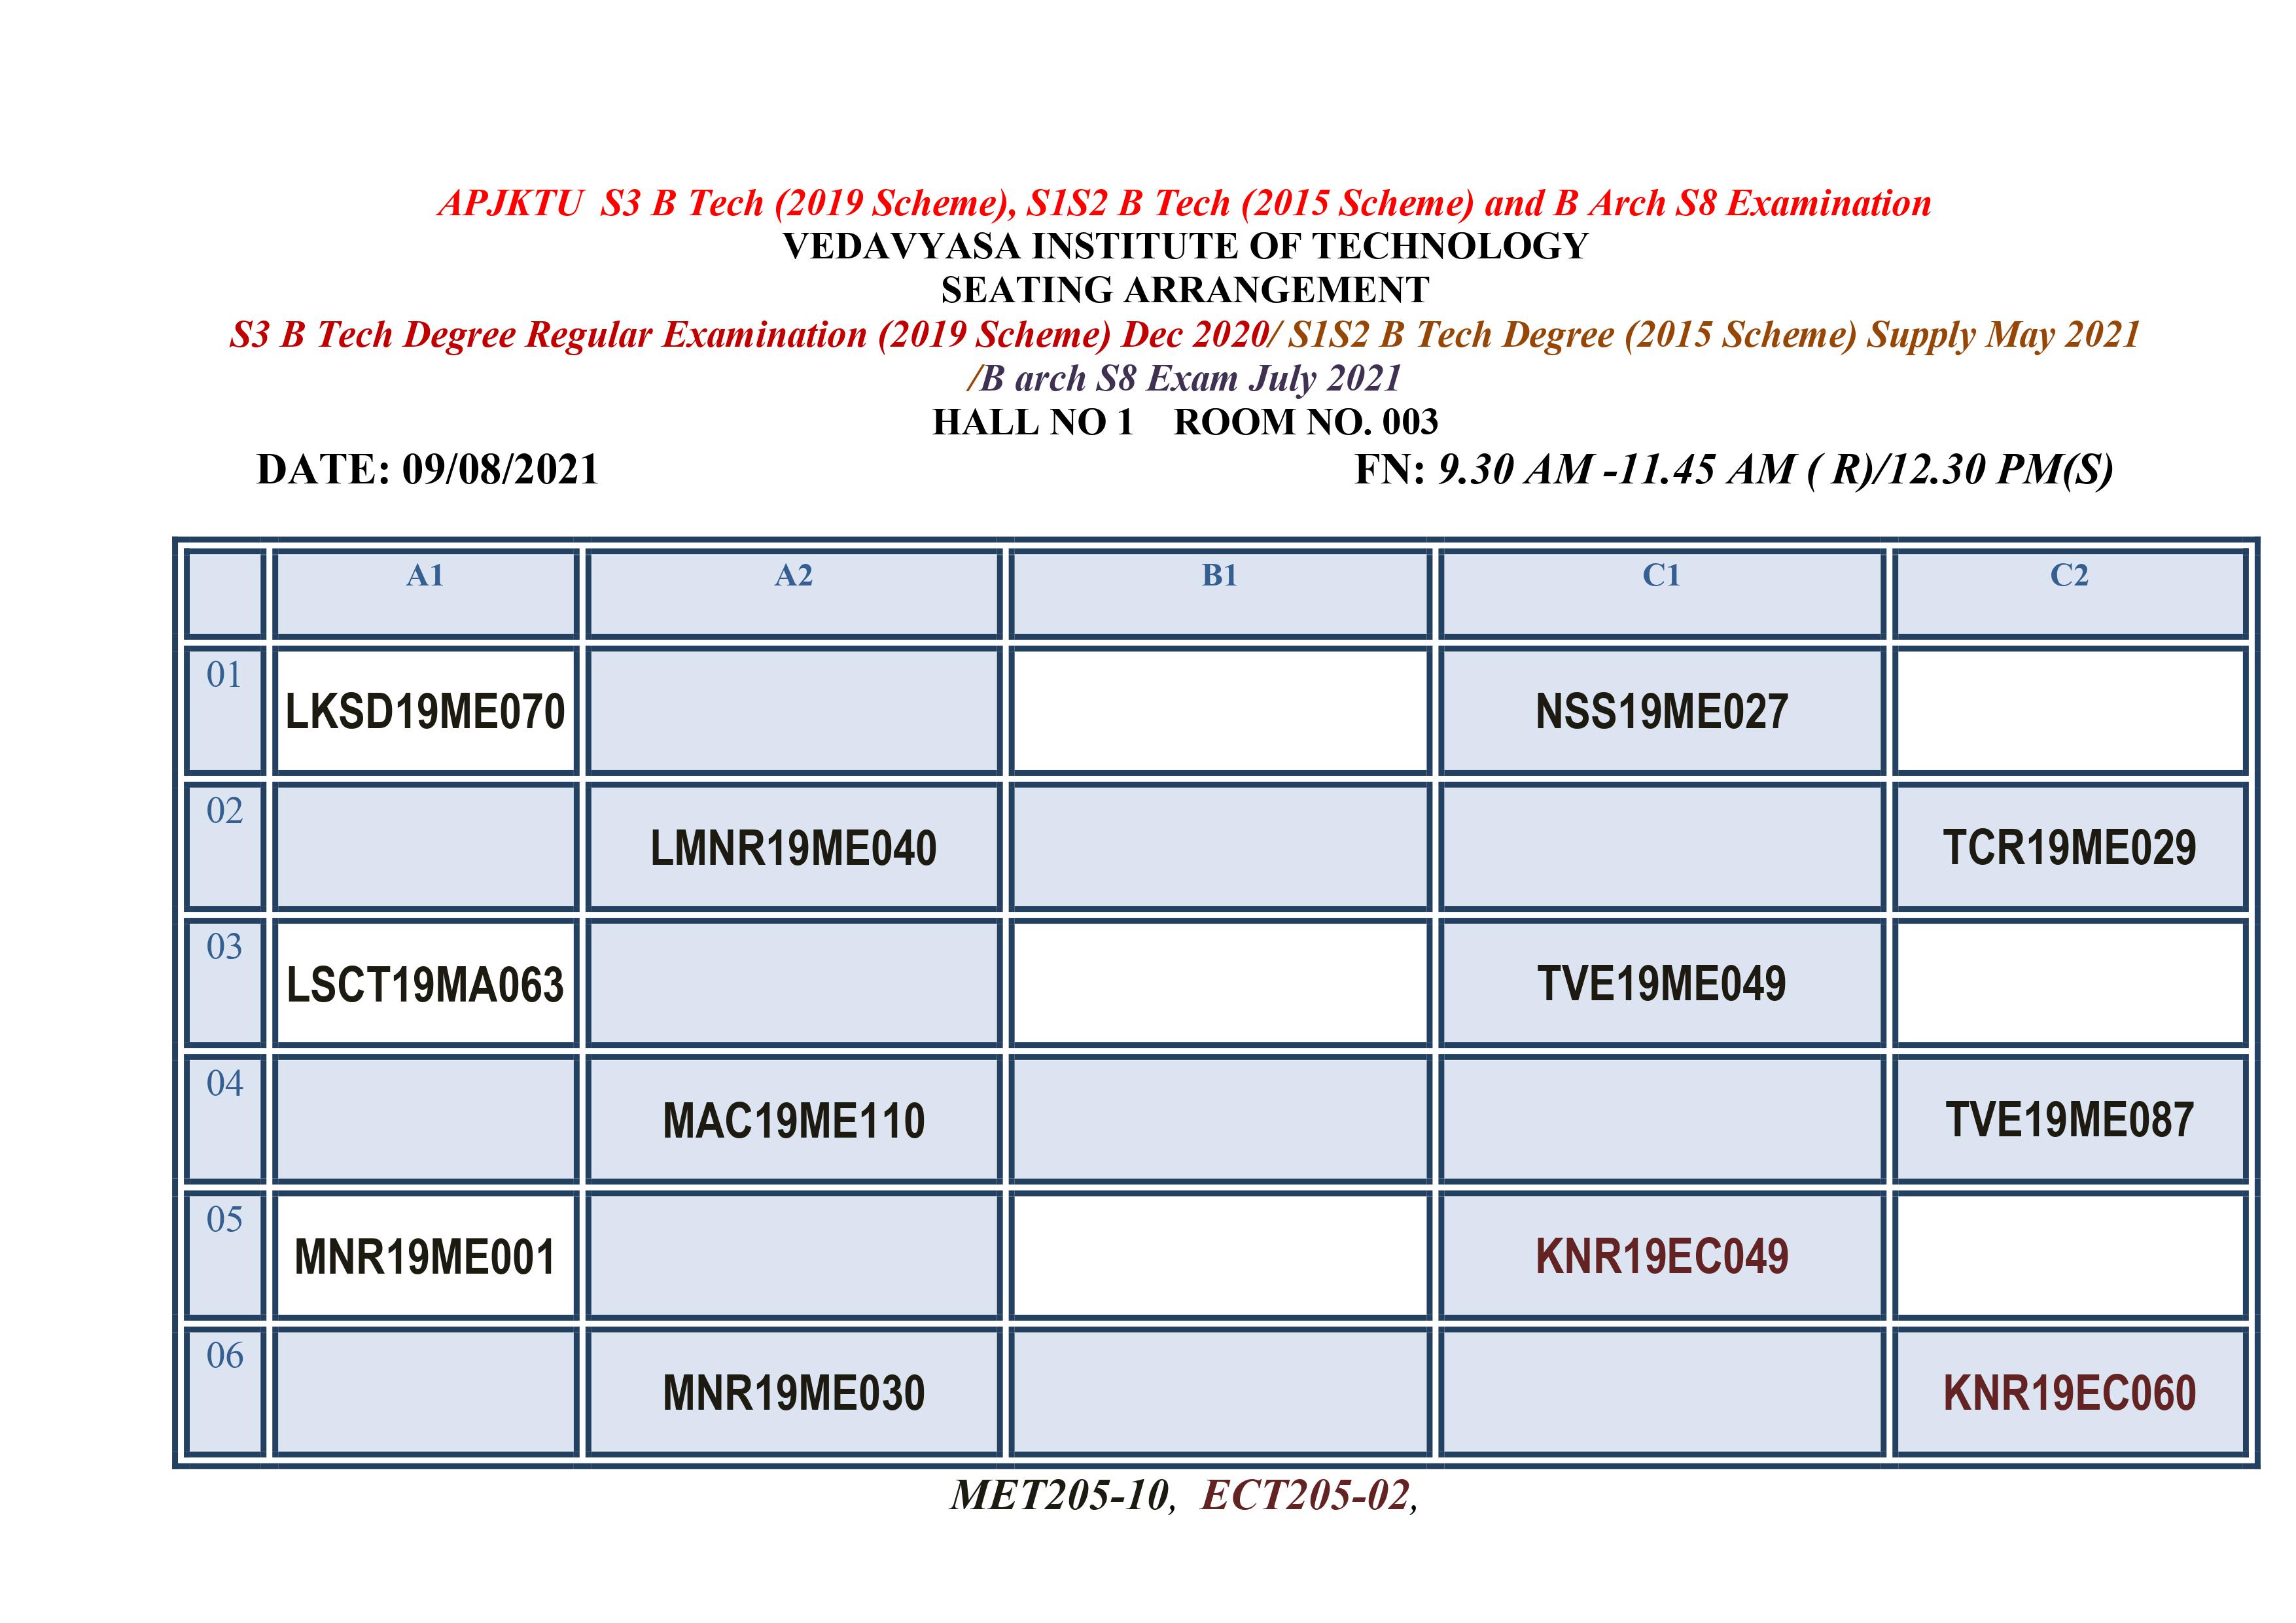 APJKTU S3 B Tech (2019 Scheme), S1S2 B Tech (2015 Scheme) and B Arch S8 Examination
VEDAVYASA INSTITUTE OF TECHNOLOGY
SEATING ARRANGEMENT
S3 B Tech Degree Regular Examination (2019 Scheme) Dec 2020/ S1S2 B Tech Degree (2015 Scheme) Supply May 2021
/B arch S8 Exam July 2021
HALL NO 1 ROOM NO. 003
DATE: 09/08/2021 FN: 9.30 AM -11.45 AM ( R)/12.30 PM(S)
A1 A2 B1 C1 C2
01 LKSD19ME070 NSS19ME027
02 LMNR19ME040 TCR19ME029
03 LSCT19MA063 TVE19ME049
04 MAC19ME110 TVE19ME087
05 MNR19ME001 KNR19EC049
06 MNR19ME030 KNR19EC060
MET205-10, ECT205-02,